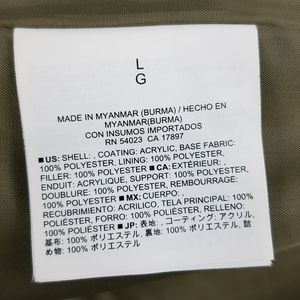 L
G
MADE IN MYANMAR (BURMA) / HECHO EN
MYANMAR(BURMA)
CON INSUMOS IMPORTADOS
RN 54023 CA 17897
■ US: SHELL: , COATING: ACRYLIC, BASE FABRIC:
100% POLYESTER, LINING: 100% POLYESTER,
FILLER: 100% POLYESTER ■ CA: EXTÉRIEUR: ,
ENDUIT: ACRYLIQUE, SUPPORT: 100% POLYESTER,
DOUBLURE: 100% POLYESTER, REMBOURRAGE:
100% POLYESTER ■ MX: CUERPO: ,
RECUBRIMIENTO: ACRILICO, TELA PRINCIPAL: 100%
POLIÉSTER, FORRO: 100% POLIÉSTER, RELLENO:
100% POLIÉSTER ■ JP: 表地: , コーティング: アクリル,
基布: 100% ポリエステル, 裏地: 100% ポリエステル, 詰
め物: 100% ポリエステル